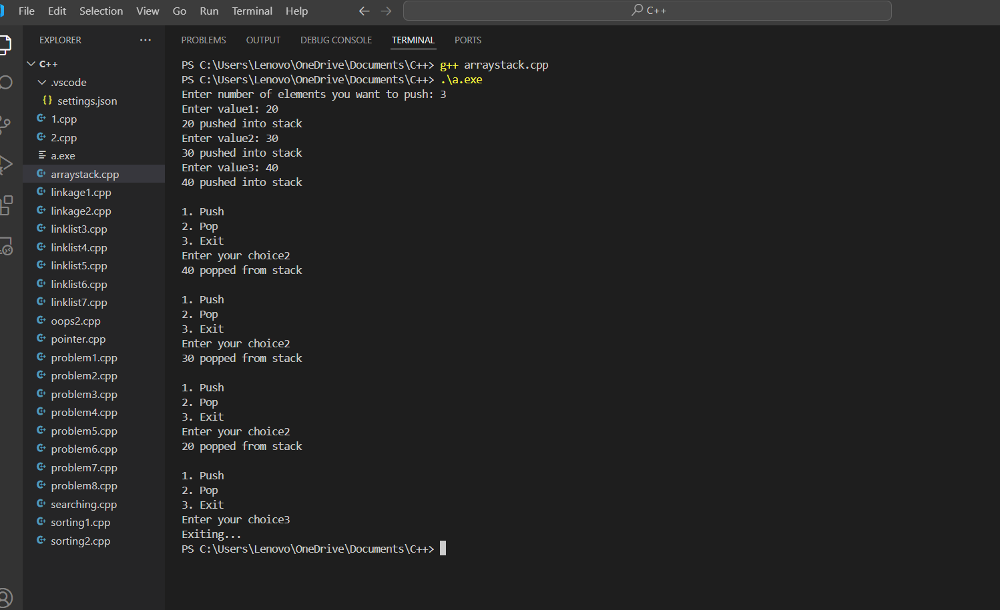 File Edit Selection View Go Run Terminal Help
C++
EXPLORER ...
C++
.vscode
{} settings.json
1.cpp
2.cpp
a.exe
arraystack.cpp
linkage1.cpp
linkage2.cpp
linklist3.cpp
linklist4.cpp
linklist5.cpp
linklist6.cpp
linklist7.cpp
oops2.cpp
pointer.cpp
problem1.cpp
problem2.cpp
problem3.cpp
problem4.cpp
problem5.cpp
problem6.cpp
problem7.cpp
problem8.cpp
searching.cpp
sorting1.cpp
sorting2.cpp
PROBLEMS OUTPUT DEBUG CONSOLE TERMINAL PORTS
PS C:\Users\Lenovo\OneDrive\Documents\C++> g++ arraystack.cpp
PS C:\Users\Lenovo\OneDrive\Documents\C++> .\a.exe
Enter number of elements you want to push: 3
Enter value1: 20
20 pushed into stack
Enter value2: 30
30 pushed into stack
Enter value3: 40
40 pushed into stack
1. Push
2. Pop
3. Exit
Enter your choice2
40 popped from stack
1. Push
2. Pop
3. Exit
Enter your choice2
30 popped from stack
1. Push
2. Pop
3. Exit
Enter your choice2
20 popped from stack
1. Push
2. Pop
3. Exit
Enter your choice3
Exiting...
PS C:\Users\Lenovo\OneDrive\Documents\C++>